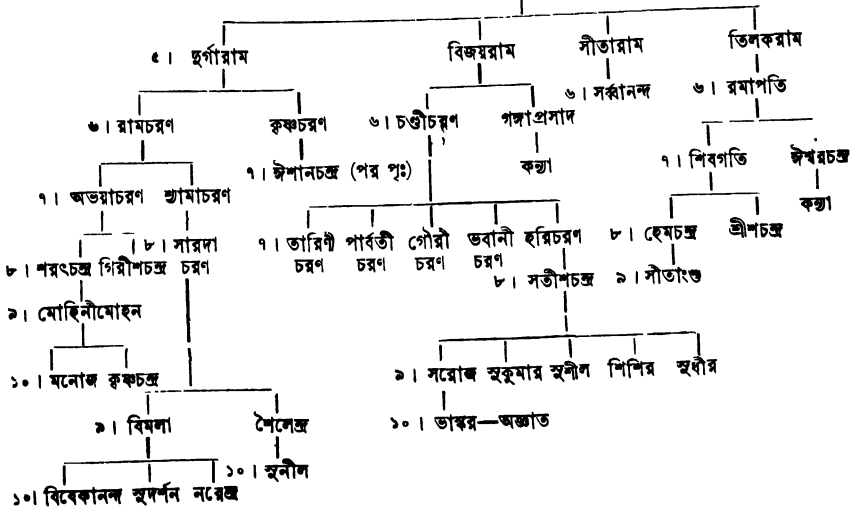 ৫। দুর্গারাম বিজয়রাম সীতারাম তিলকরাম
৬। রামচরণ কৃষ্ণচরণ ৬। চণ্ডীচরণ গঙ্গাপ্রসাদ ৬। সর্ব্বানন্দ ৬। রমাপতি
৭। ঈশানচন্দ্র (পর পৃঃ) কন্যা ৭। শিবগতি ঈশ্বরচন্দ্র
৭। অভয়াচরণ শ্যামাচরণ কন্যা
৭। তারিণী পার্বতী গৌরী ভবানী হরিচরণ ৮। হেমচন্দ্র শ্রীশচন্দ্র
চরণ চরণ চরণ চরণ
৮। শরৎচন্দ্র গিরীশচন্দ্র ৮। সারদা
চরণ
৮। সতীশচন্দ্র ৯। সীতাংশু
৯। মোহিনীমোহন
১০। মনোজ কৃষ্ণচন্দ্র ৯। সরোজ সুকুমার সুনীল শিশির সুধীর
৯। বিমলা শৈলেন্দ্র ১০। ভাস্কর—অজ্ঞাত
১০। বিবেকানন্দ সুদর্শন নরেন্দ্র ১০। সুনীল